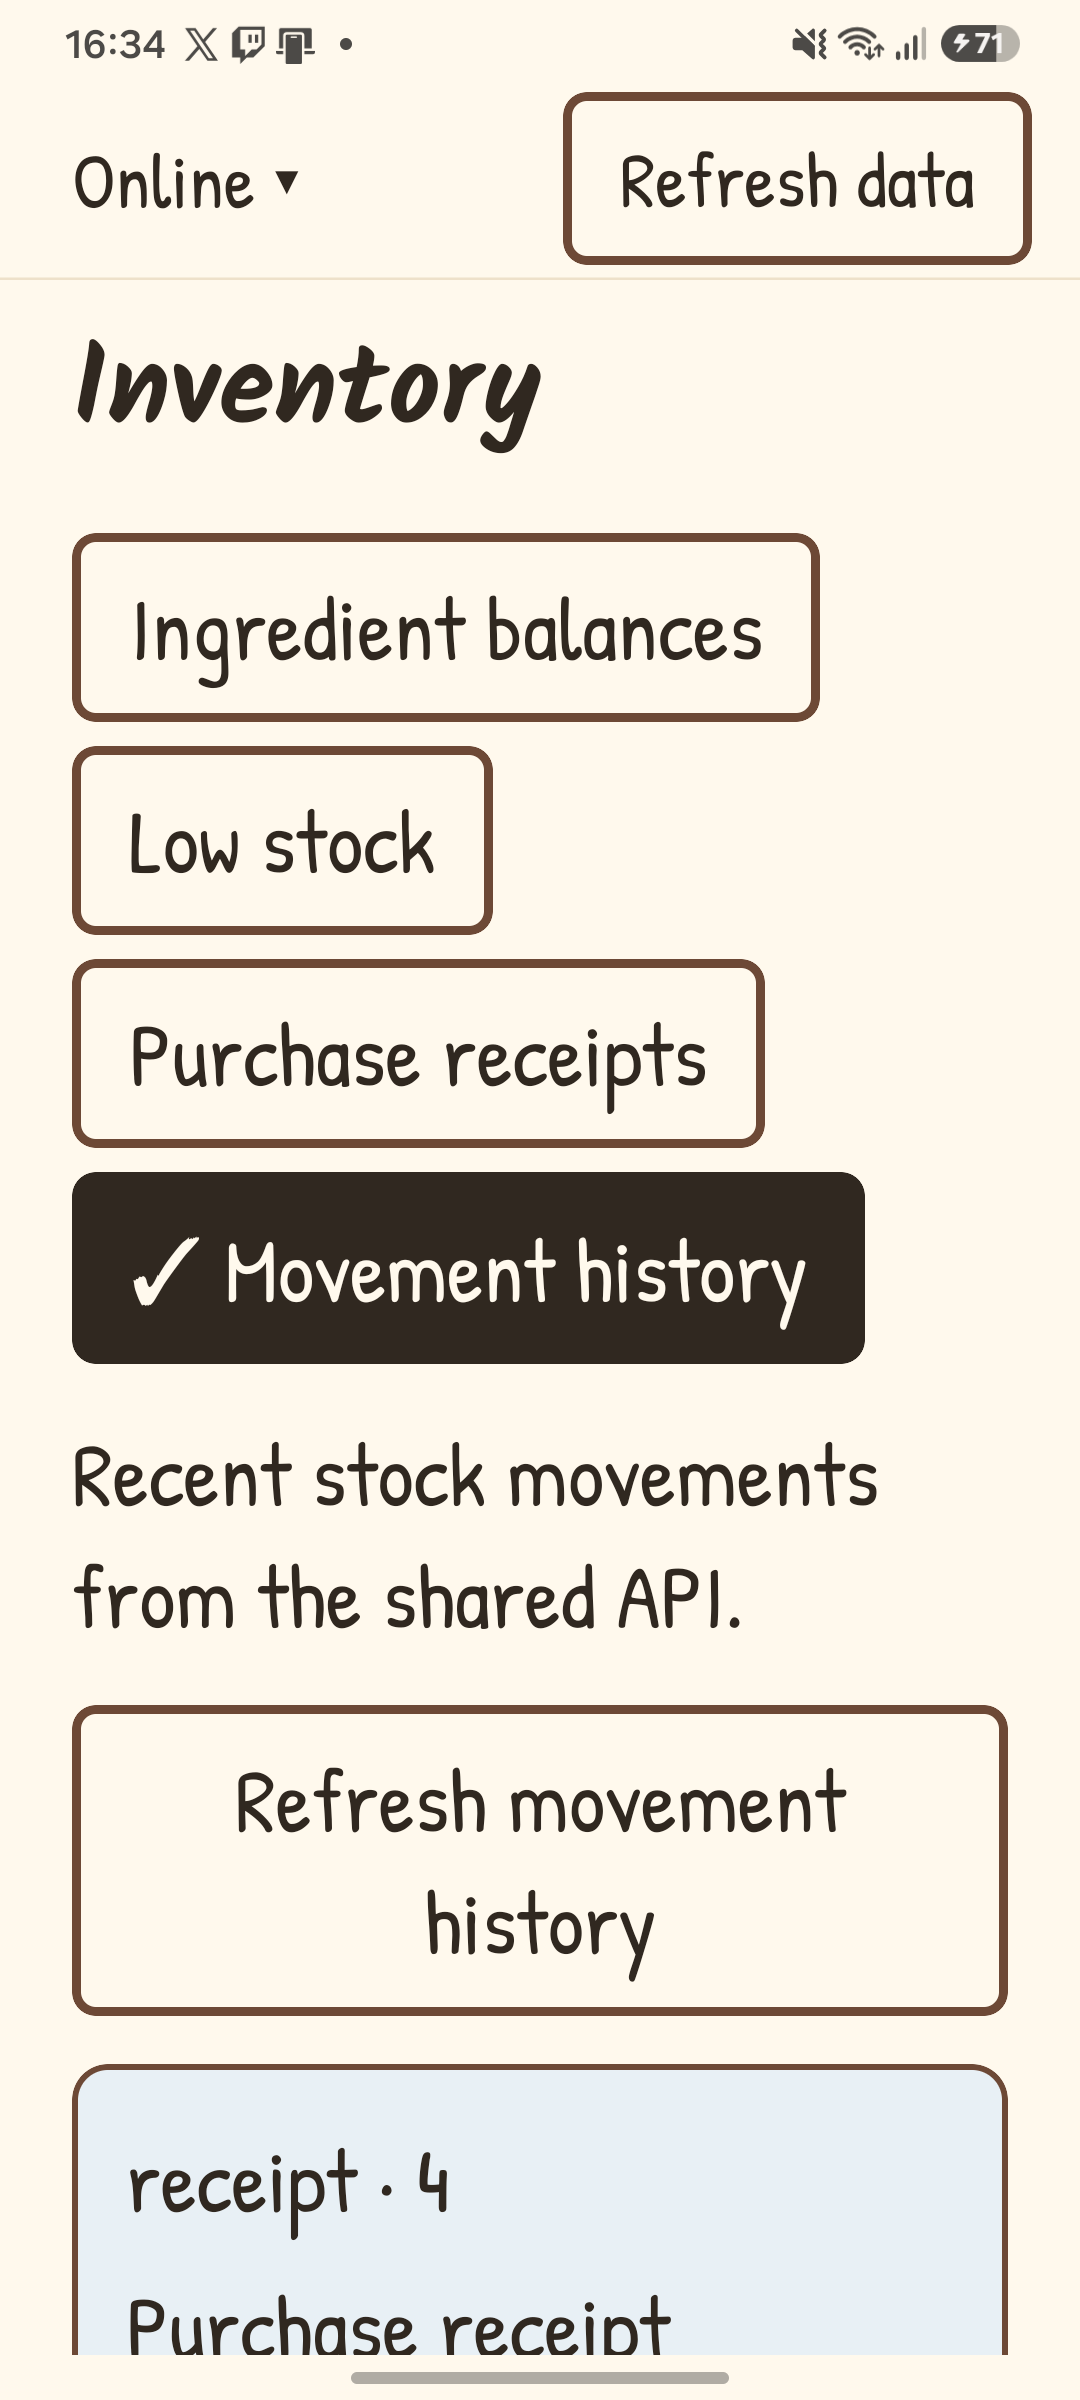 16:34
71
Online ▼
Refresh data
Inventory
Ingredient balances
Low stock
Purchase receipts
✓ Movement history
Recent stock movements
from the shared API.
Refresh movement
history
receipt · 4
Purchase receipt